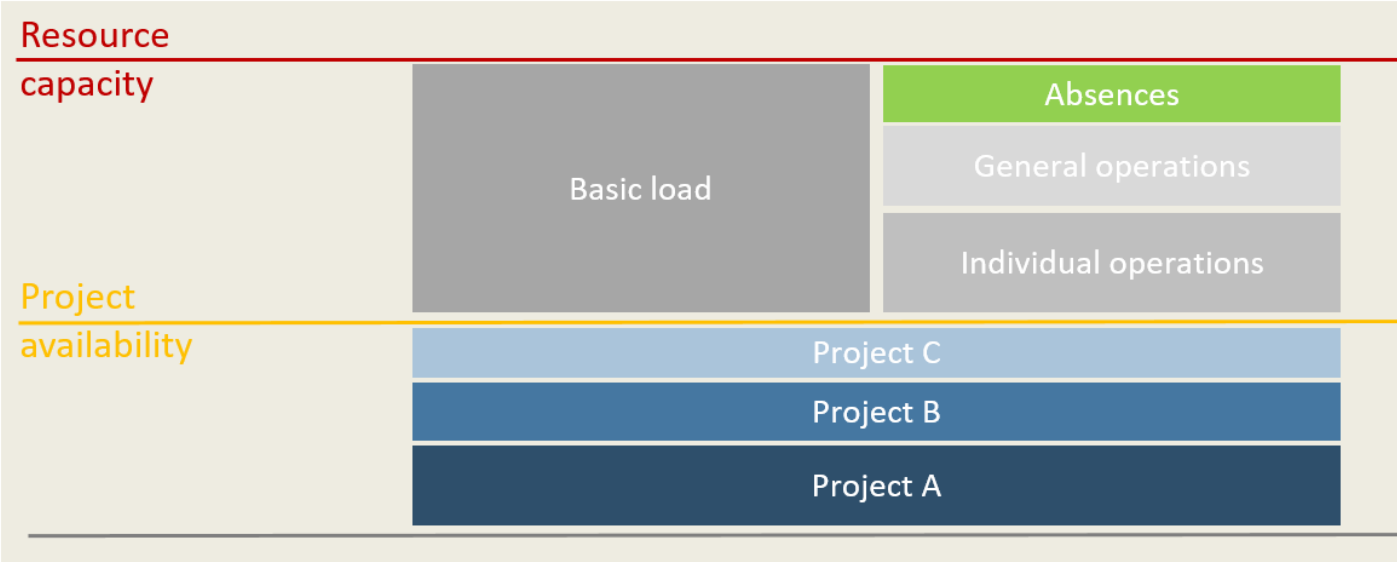 Resource
capacity
Absences
General operations
Basic load
Individual operations
Project
availability
Project C
Project B
Project A